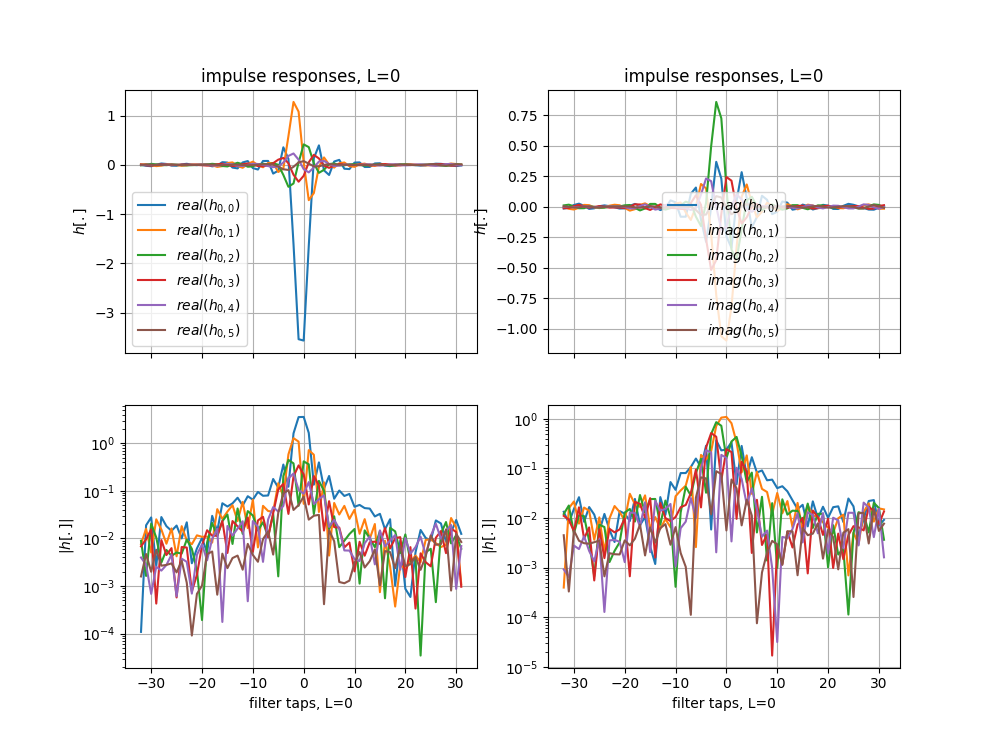 impulse responses, L=0
h[.]
1
0
−1
−2
−3
real(h0,0)
real(h0,1)
real(h0,2)
real(h0,3)
real(h0,4)
real(h0,5)
impulse responses, L=0
h[.]
0.75
0.50
0.25
0.00
−0.25
−0.50
−0.75
−1.00
imag(h0,0)
imag(h0,1)
imag(h0,2)
imag(h0,3)
imag(h0,4)
imag(h0,5)
|h[.]|
10^0
10^−1
10^−2
10^−3
10^−4
−30 −20 −10 0 10 20 30
filter taps, L=0
|h[.]|
10^0
10^−1
10^−2
10^−3
10^−4
10^−5
−30 −20 −10 0 10 20 30
filter taps, L=0